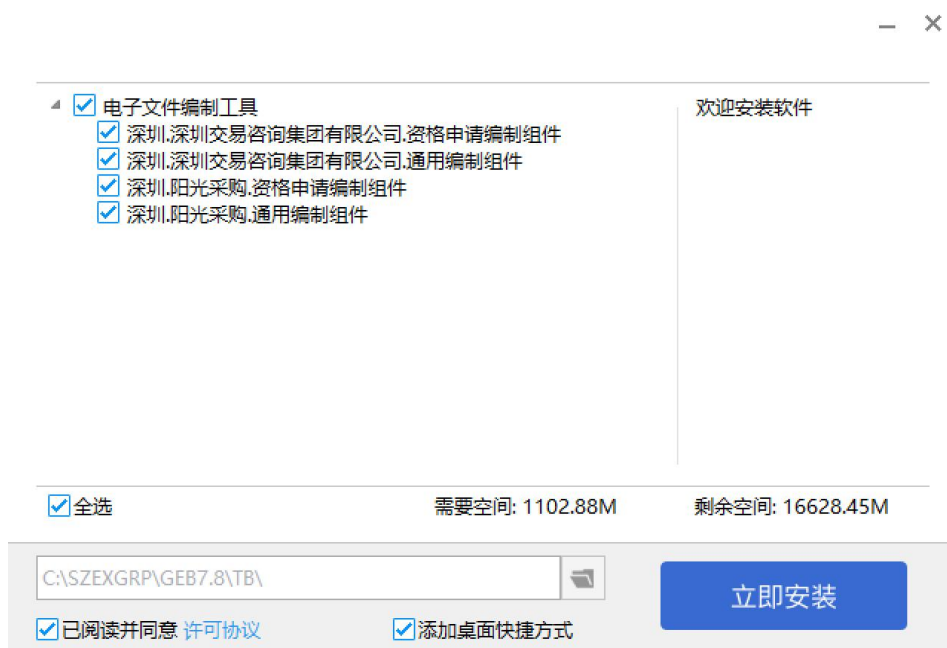 电子文件编制工具
深圳.深圳交易咨询集团有限公司.资格申请编制组件
深圳.深圳交易咨询集团有限公司.通用编制组件
深圳.阳光采购.资格申请编制组件
深圳.阳光采购.通用编制组件
欢迎安装软件
全选 需要空间: 1102.88M 剩余空间: 16628.45M
C:\SZEXGRP\GEB7.8\TB\
立即安装
已阅读并同意 许可协议 添加桌面快捷方式